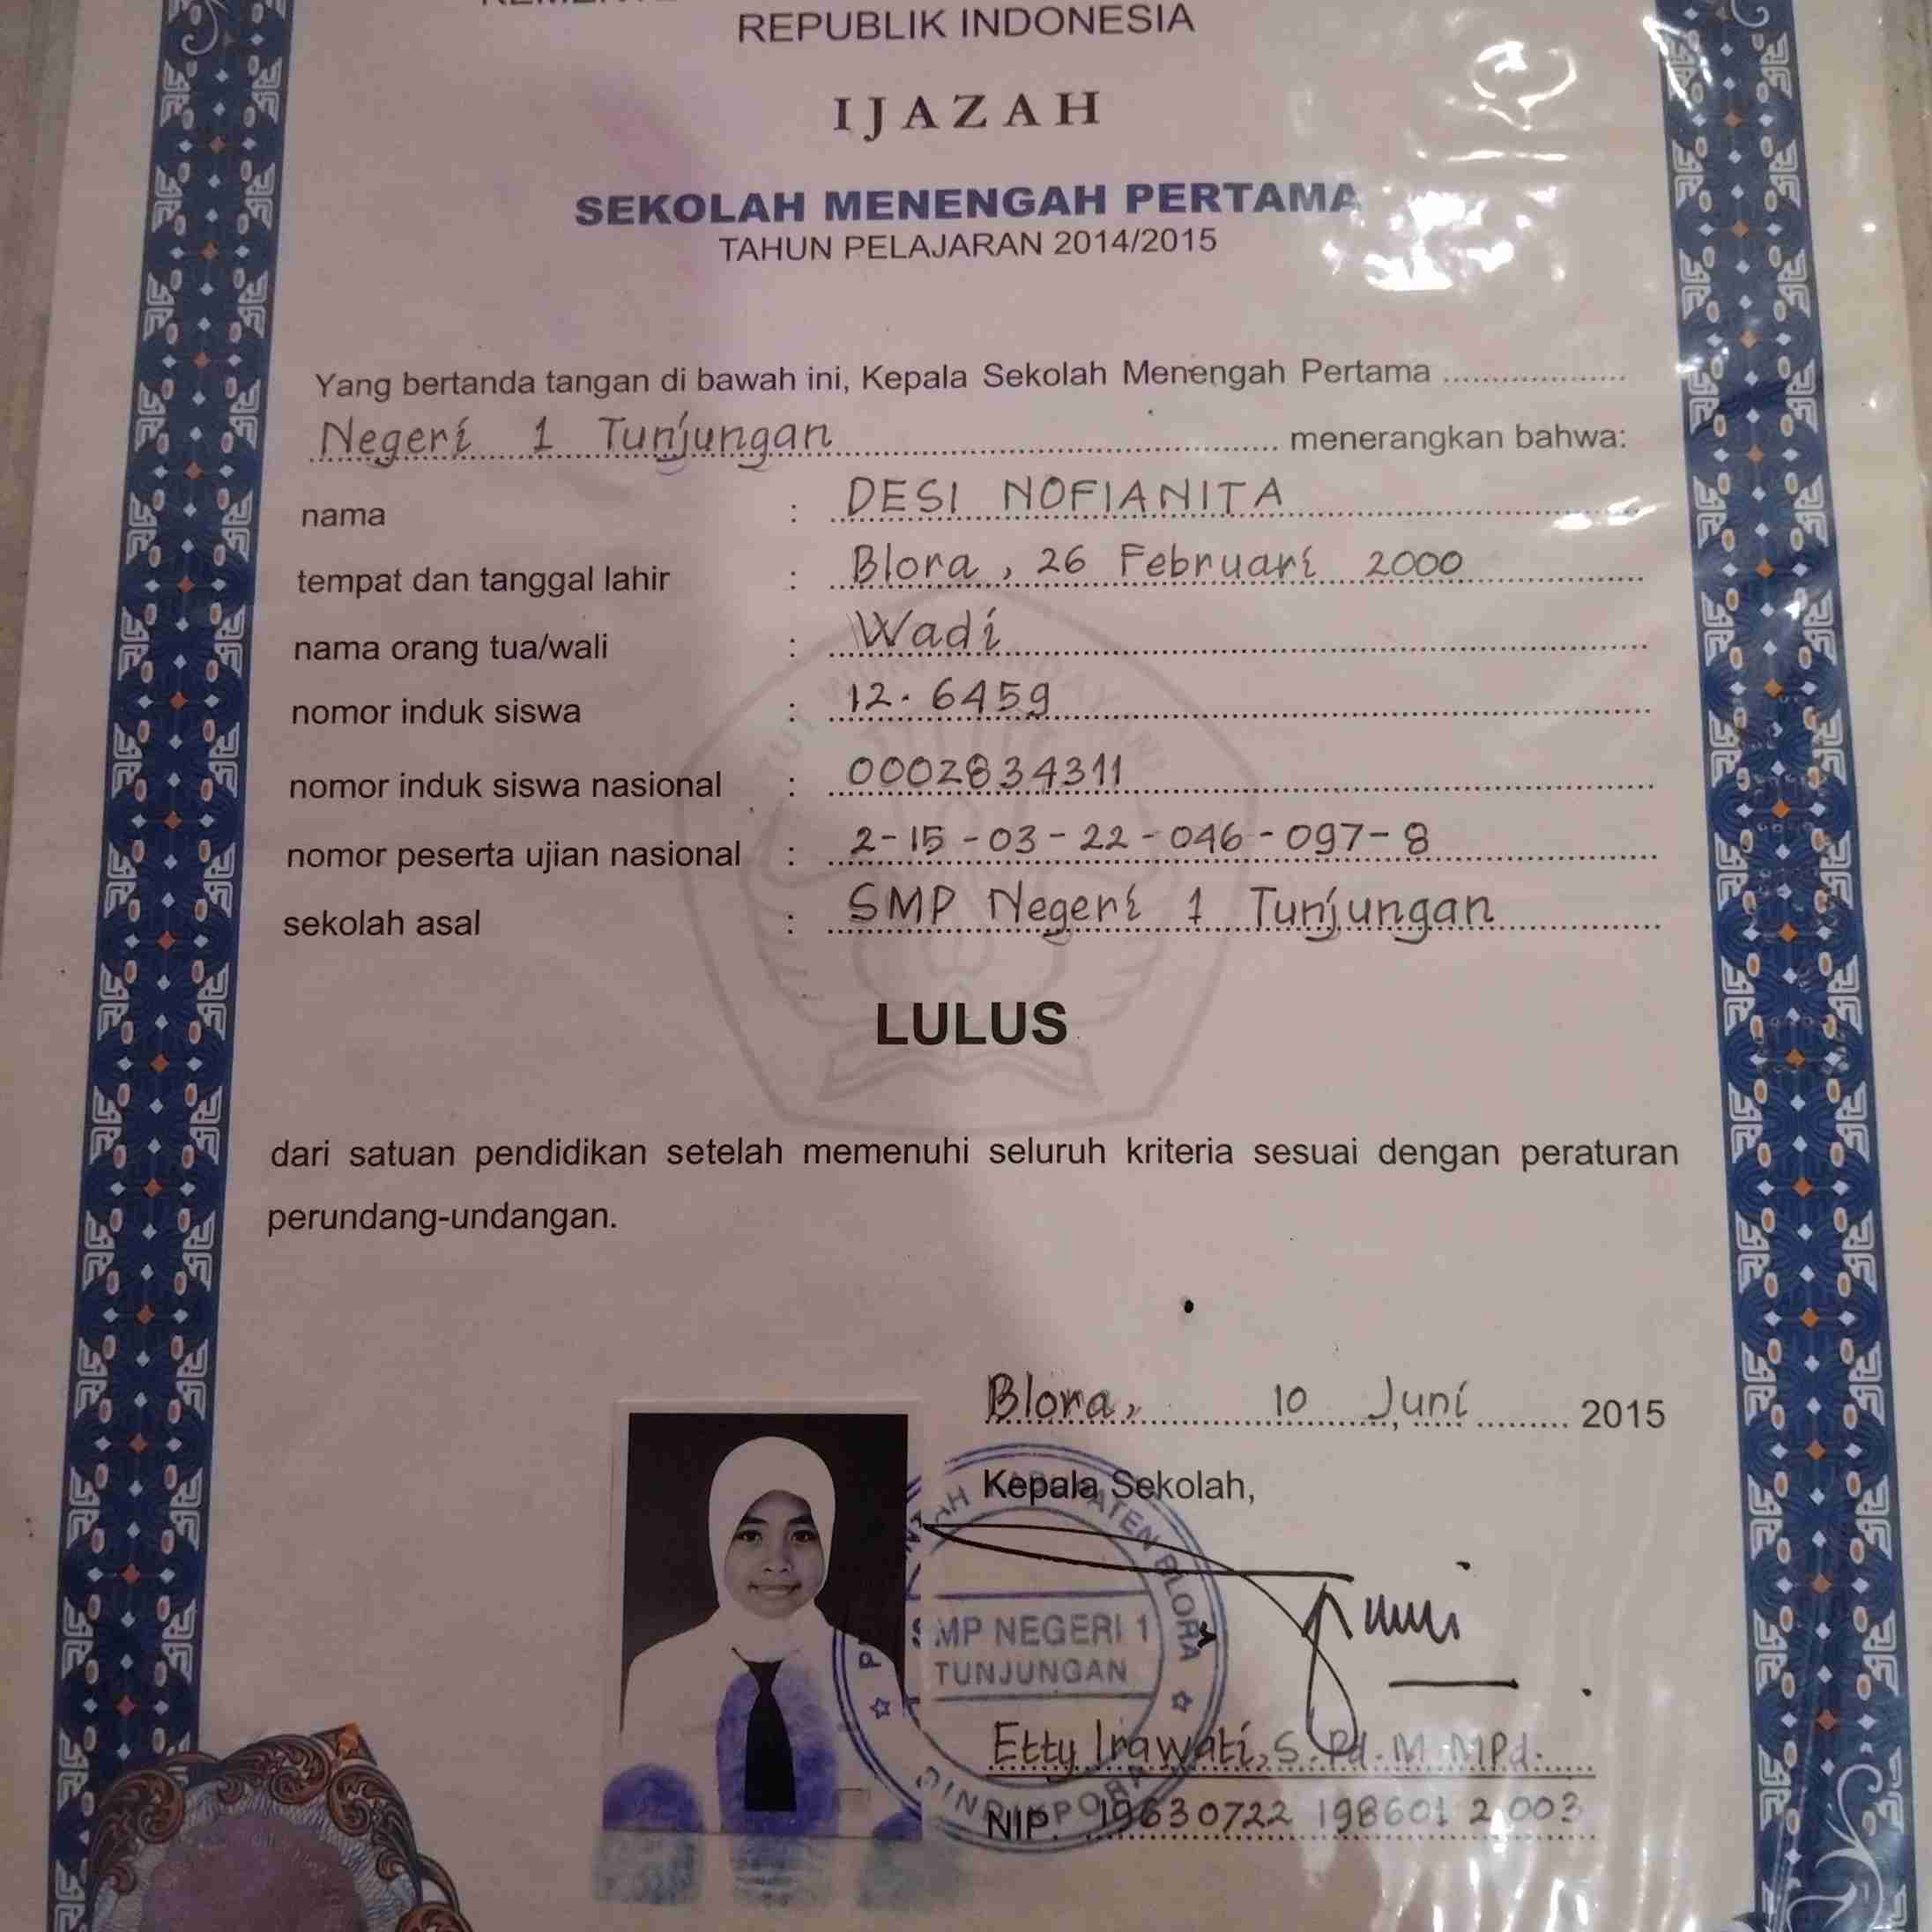 REPUBLIK INDONESIA
IJAZAH
SEKOLAH MENENGAH PERTAMA
TAHUN PELAJARAN 2014/2015
Yang bertanda tangan di bawah ini, Kepala Sekolah Menengah Pertama ....................
Negeri 1 Tunjungan menerangkan bahwa:
nama : DESI NOFIANITA
tempat dan tanggal lahir : Blora, 26 Februari 2000
nama orang tua/wali : Wadi
nomor induk siswa : 12.6459
nomor induk siswa nasional : 0002834311
nomor peserta ujian nasional : 2-15-03-22-046-097-8
sekolah asal : SMP Negeri 1 Tunjungan
LULUS
dari satuan pendidikan setelah memenuhi seluruh kriteria sesuai dengan peraturan
perundang-undangan.
Blora, 10 Juni 2015
Kepala Sekolah,
SMP NEGERI 1
TUNJUNGAN
Etty Irawati, S.Pd.M.MPd.
NIP. 19630722 198601 2 003